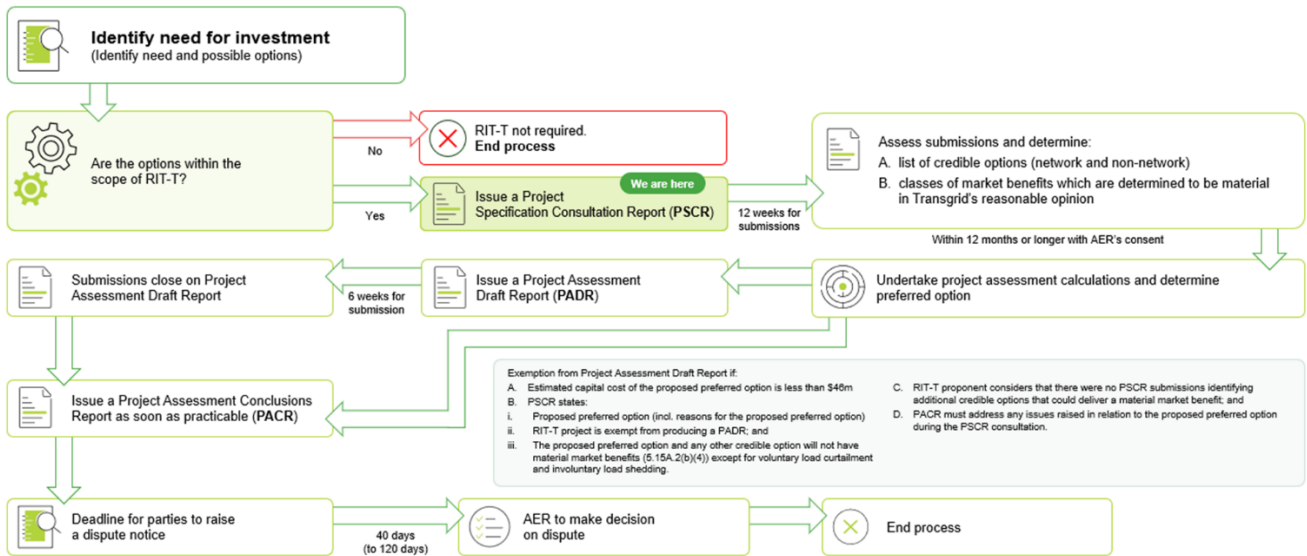 Identify need for investment
(Identify need and possible options)
Are the options within the
scope of RIT-T?
No
RIT-T not required.
End process
Yes
We are here
Issue a Project
Specification Consultation Report (PSCR)
12 weeks for
submissions
Assess submissions and determine:
A. list of credible options (network and non-network)
B. classes of market benefits which are determined to be material
in Transgrid's reasonable opinion
Within 12 months or longer with AER's consent
Undertake project assessment calculations and determine
preferred option
Issue a Project Assessment
Draft Report (PADR)
6 weeks for
submission
Submissions close on Project
Assessment Draft Report
Exemption from Project Assessment Draft Report if:
A. Estimated capital cost of the proposed preferred option is less than $46m
B. PSCR states:
i. Proposed preferred option (incl. reasons for the proposed preferred option)
ii. RIT-T project is exempt from producing a PADR; and
iii. The proposed preferred option and any other credible option will not have
material market benefits (5.15A.2(b)(4)) except for voluntary load curtailment
and involuntary load shedding.
C. RIT-T proponent considers that there were no PSCR submissions identifying
additional credible options that could deliver a material market benefit; and
D. PACR must address any issues raised in relation to the proposed preferred option
during the PSCR consultation.
Issue a Project Assessment Conclusions
Report as soon as practicable (PACR)
Deadline for parties to raise
a dispute notice
40 days
(to 120 days)
AER to make decision
on dispute
End process